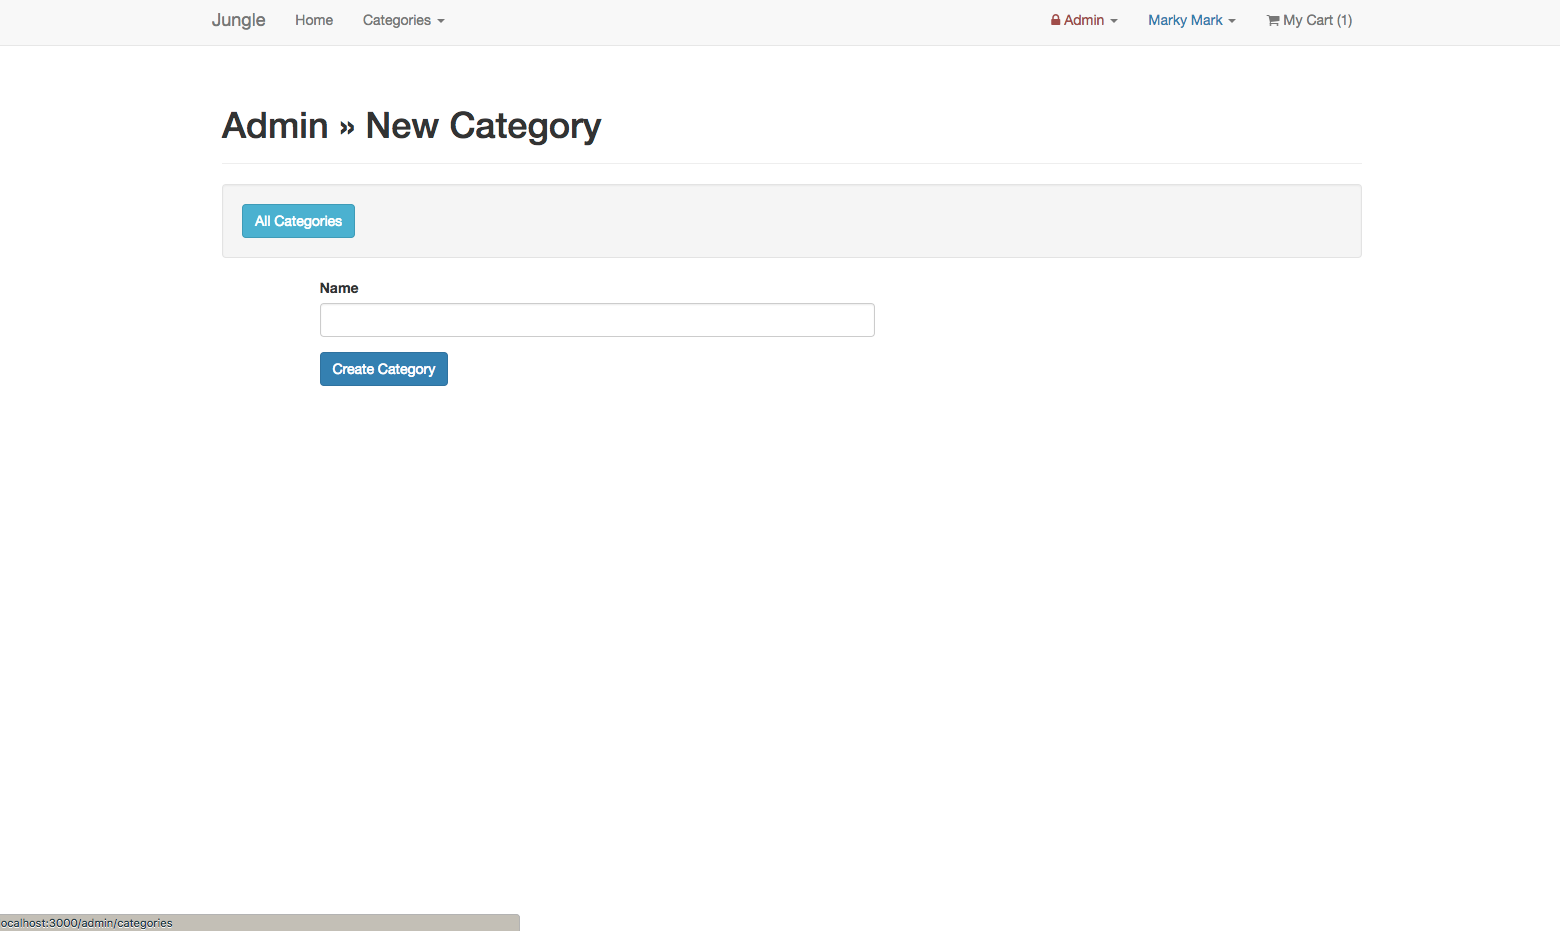 Jungle Home Categories Admin Marky Mark My Cart (1)
Admin » New Category
All Categories
Name
Create Category
ocalhost:3000/admin/categories